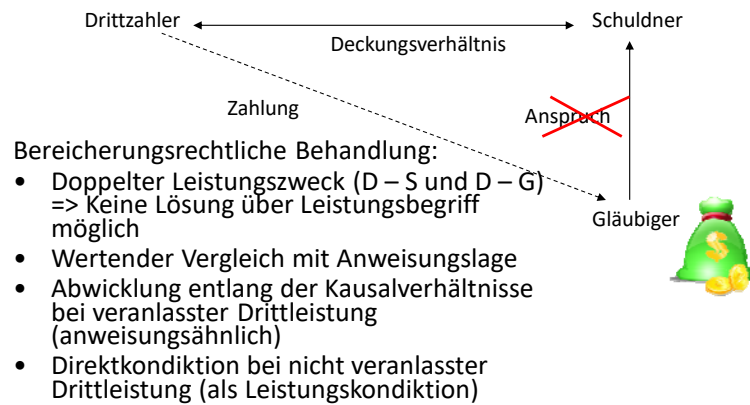 Drittzahler
Schuldner
Deckungsverhältnis
Zahlung
Anspruch
Bereicherungsrechtliche Behandlung:
• Doppelter Leistungszweck (D – S und D – G)
=> Keine Lösung über Leistungsbegriff
möglich
Gläubiger
• Wertender Vergleich mit Anweisungslage
• Abwicklung entlang der Kausalverhältnisse
bei veranlasster Drittleistung
(anweisungsähnlich)
• Direktkondiktion bei nicht veranlasster
Drittleistung (als Leistungskondiktion)
$